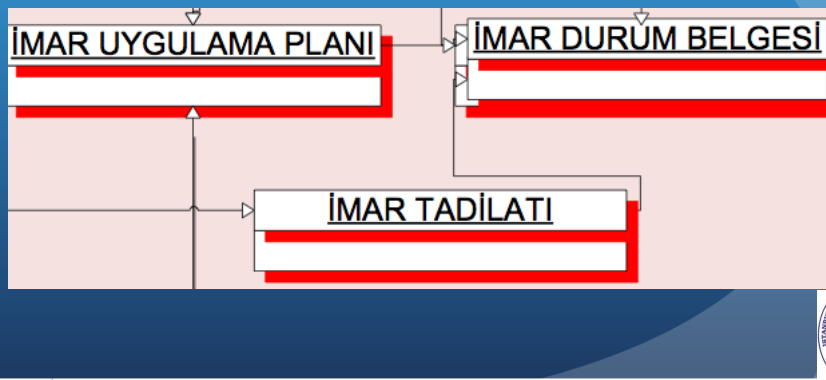 İMAR UYGULAMA PLANI
İMAR DURUM BELGESİ
İMAR TADİLATI